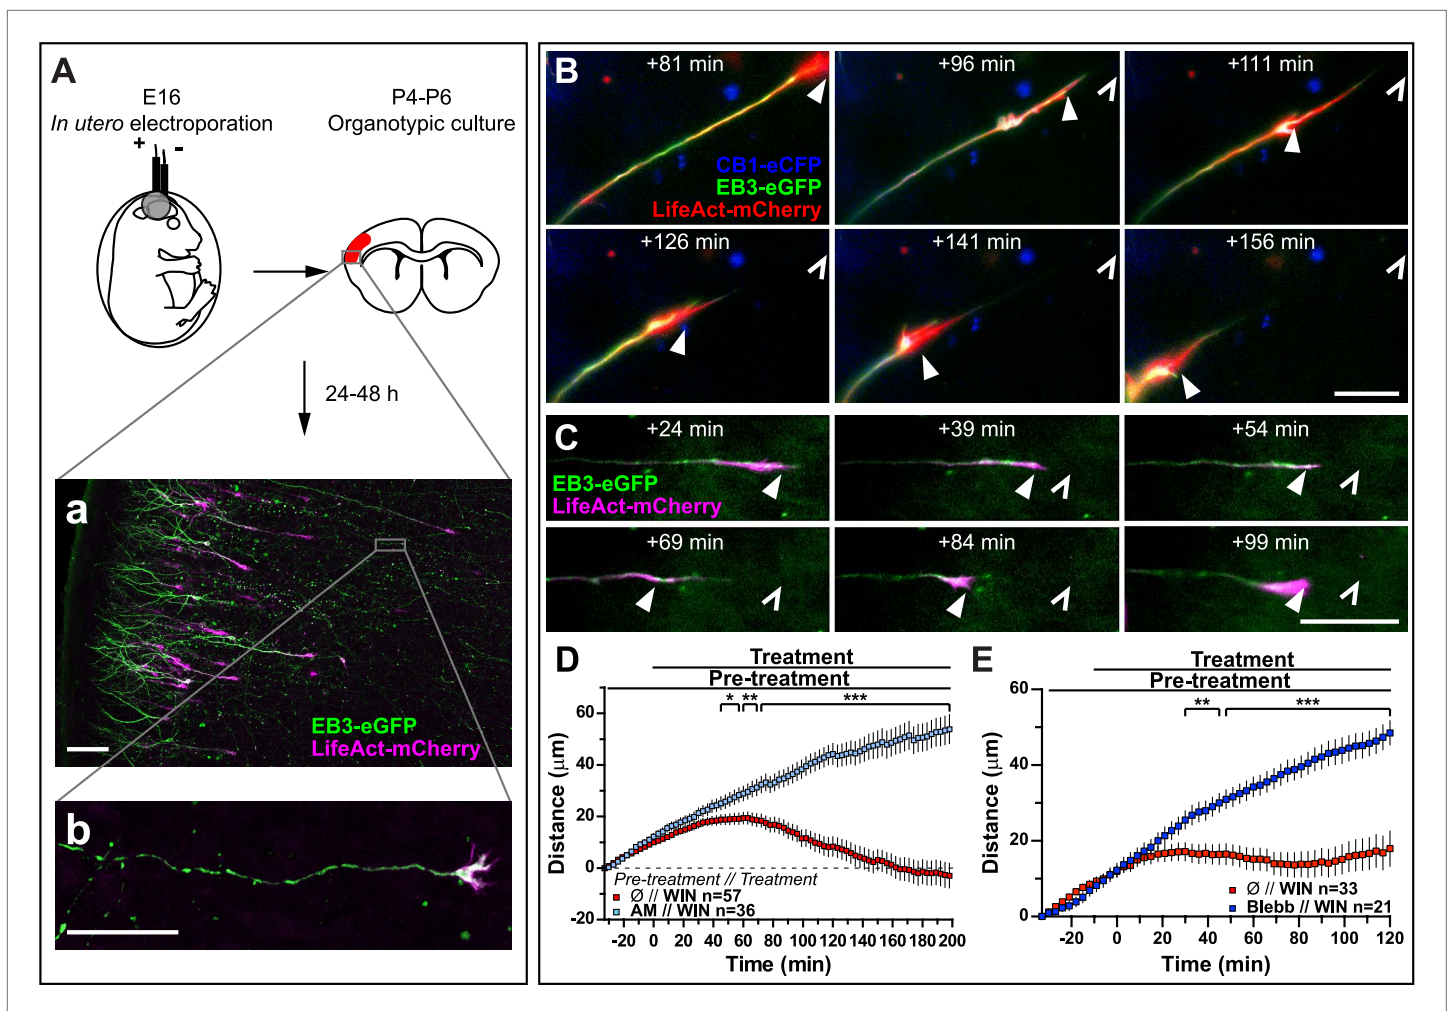 A
E16
In utero electroporation
+ -
P4-P6
Organotypic culture
24-48 h
a
EB3-eGFP
LifeAct-mCherry
b
B
+81 min
+96 min
+111 min
CB1-eCFP
EB3-eGFP
LifeAct-mCherry
+126 min
+141 min
+156 min
C
+24 min
+39 min
+54 min
EB3-eGFP
LifeAct-mCherry
+69 min
+84 min
+99 min
D
Treatment
Pre-treatment
* ** ***
Distance (μm)
60
40
20
0
-20
Pre-treatment // Treatment
Ø // WIN n=57
AM // WIN n=36
-20 0 20 40 60 80 100 120 140 160 180 200
Time (min)
E
Treatment
Pre-treatment
** ***
Distance (μm)
60
40
20
0
Ø // WIN n=33
Blebb // WIN n=21
-20 0 20 40 60 80 100 120
Time (min)